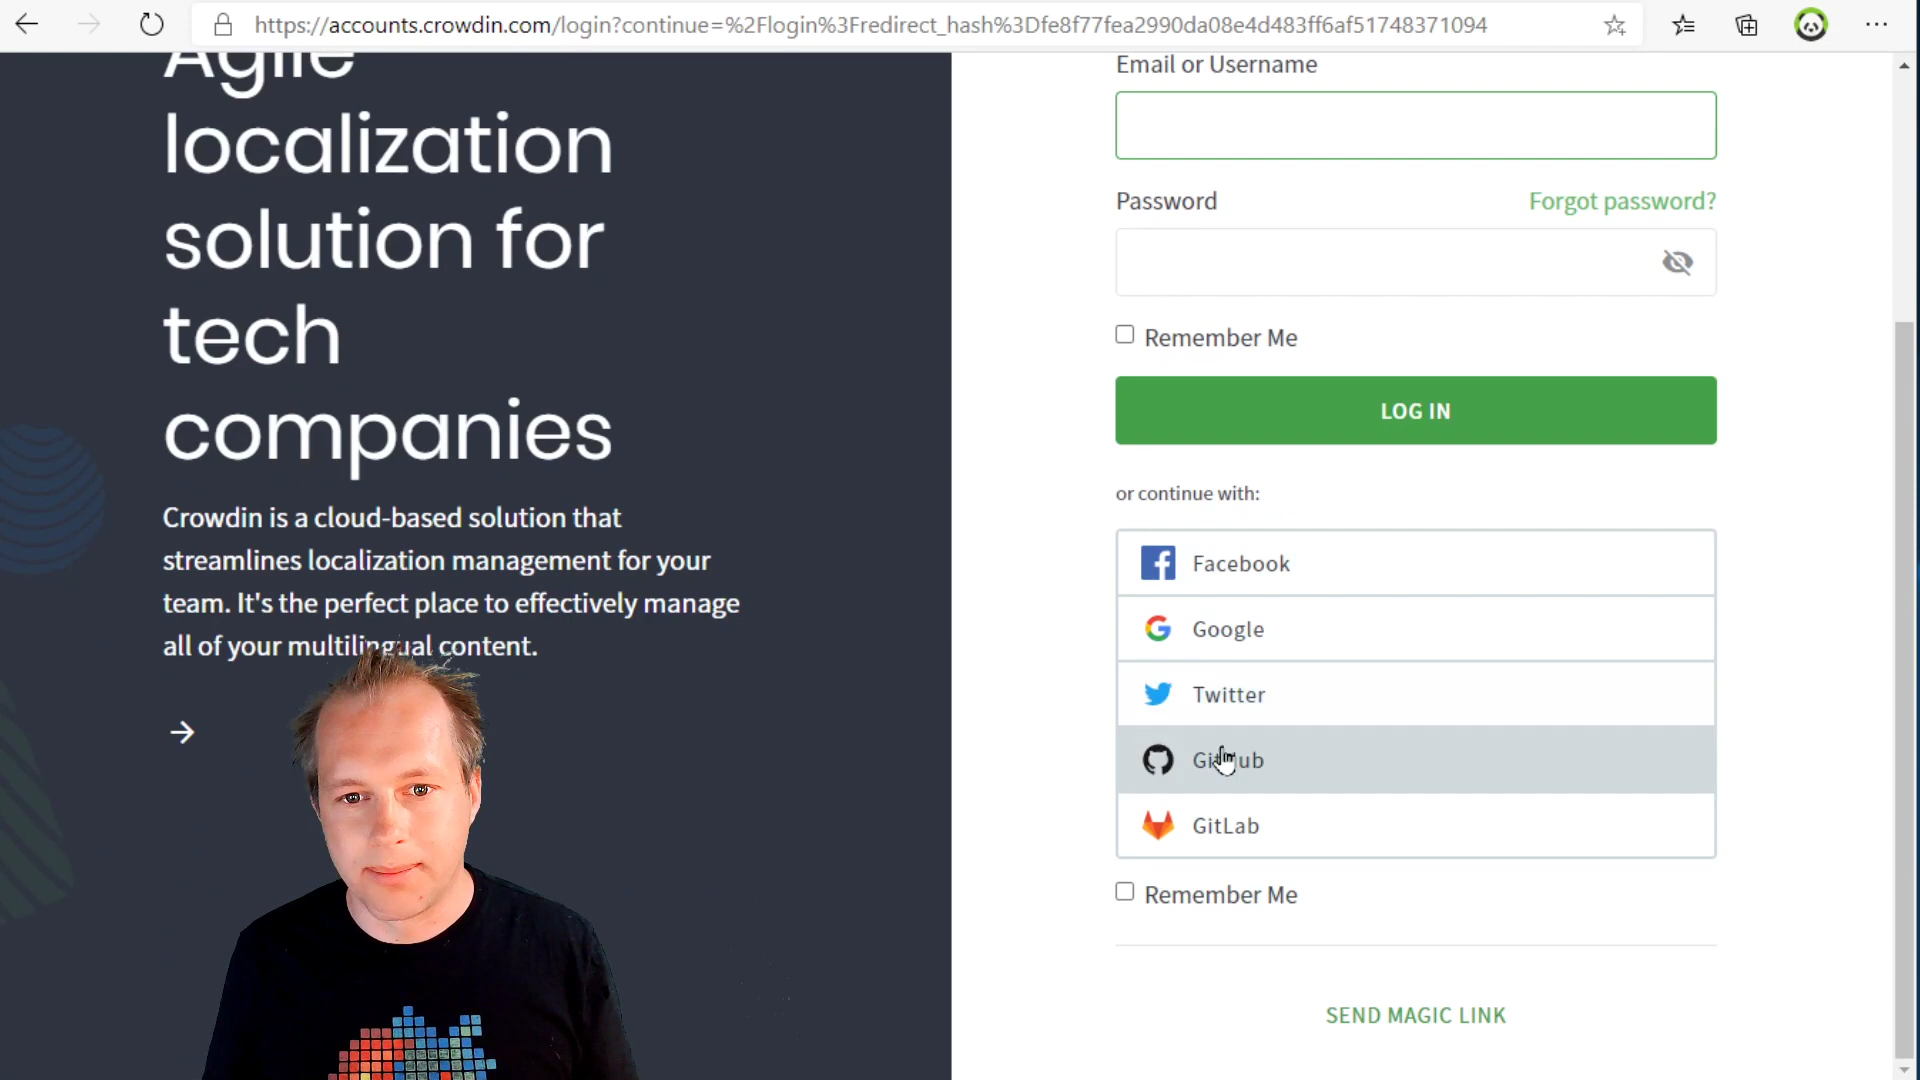 https://accounts.crowdin.com/login?continue=%2Flogin%3Fredirect_hash%3Dfe8f77fea2990da08e4d483ff6af51748371094
Agile
localization
solution for
tech
companies
Crowdin is a cloud-based solution that
streamlines localization management for your
team. It's the perfect place to effectively manage
all of your multilingual content.
Email or Username
Password
Forgot password?
Remember Me
LOG IN
or continue with:
Facebook
Google
Twitter
GitHub
GitLab
Remember Me
SEND MAGIC LINK